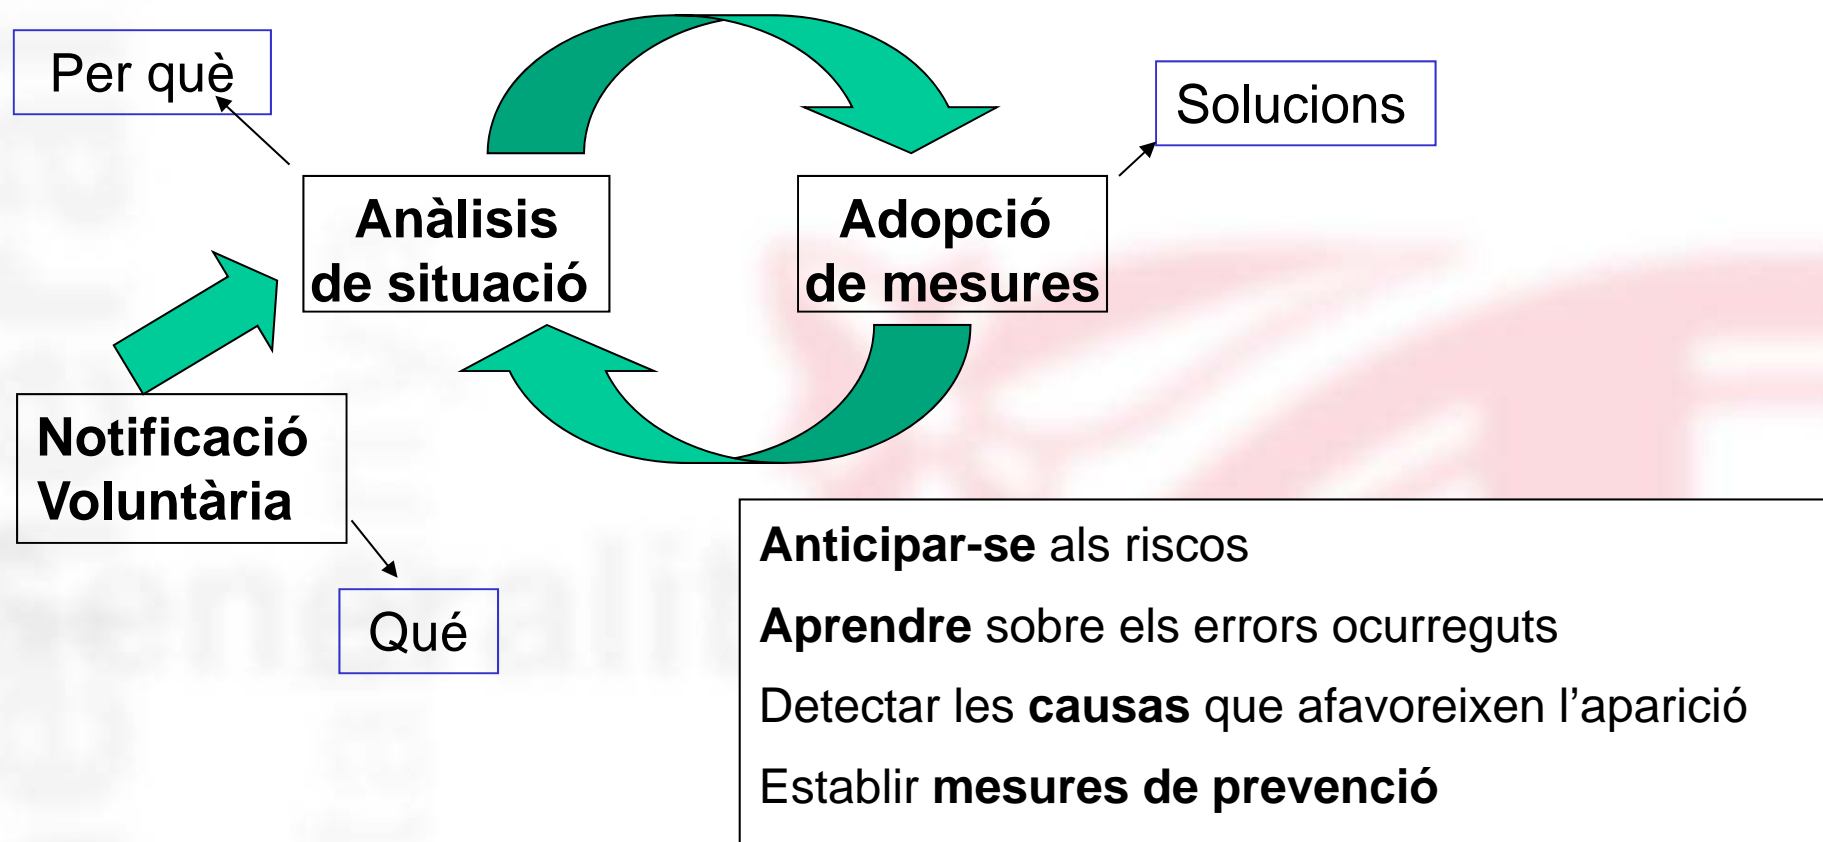 Per què
Solucions
Anàlisis
de situació
Adopció
de mesures
Notificació
Voluntària
Qué
Anticipar-se als riscos
Aprendre sobre els errors ocurreguts
Detectar les causas que afavoreixen l’aparició
Establir mesures de prevenció